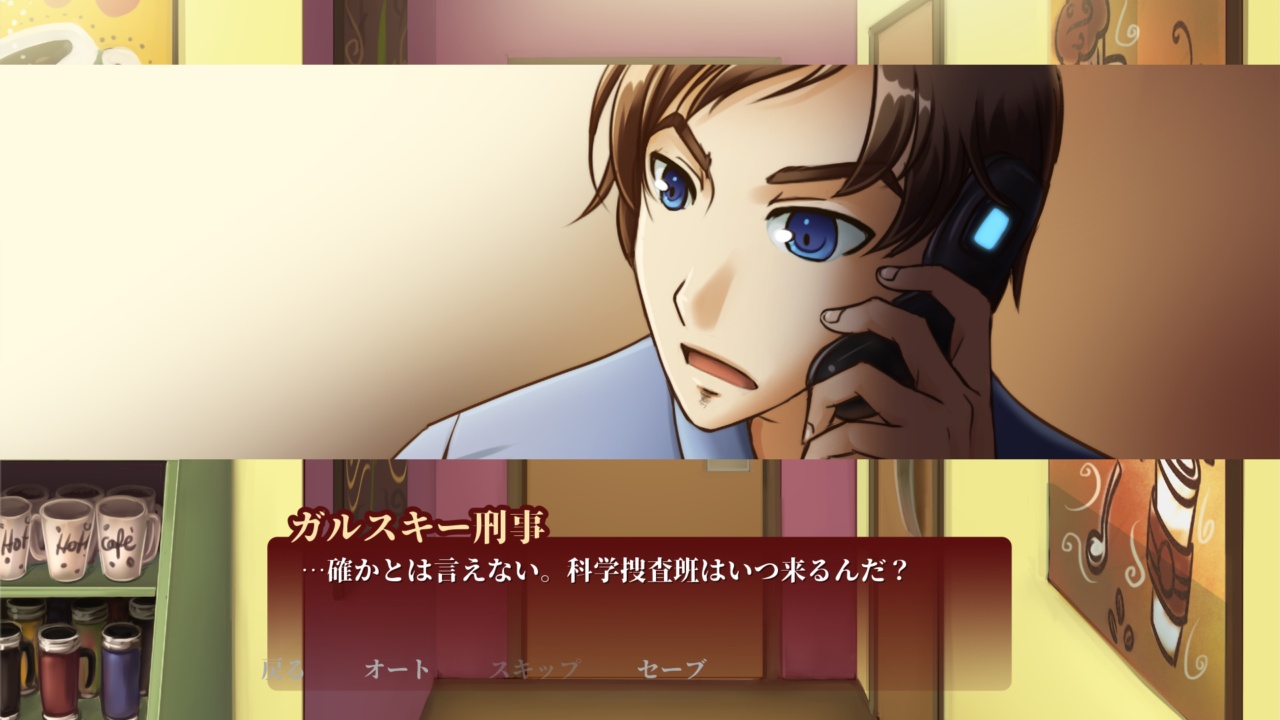 Hot
Hot
café
ガルスキー刑事
…確かとは言えない。科学捜査班はいつ来るんだ？
戻る オート スキップ セーブ